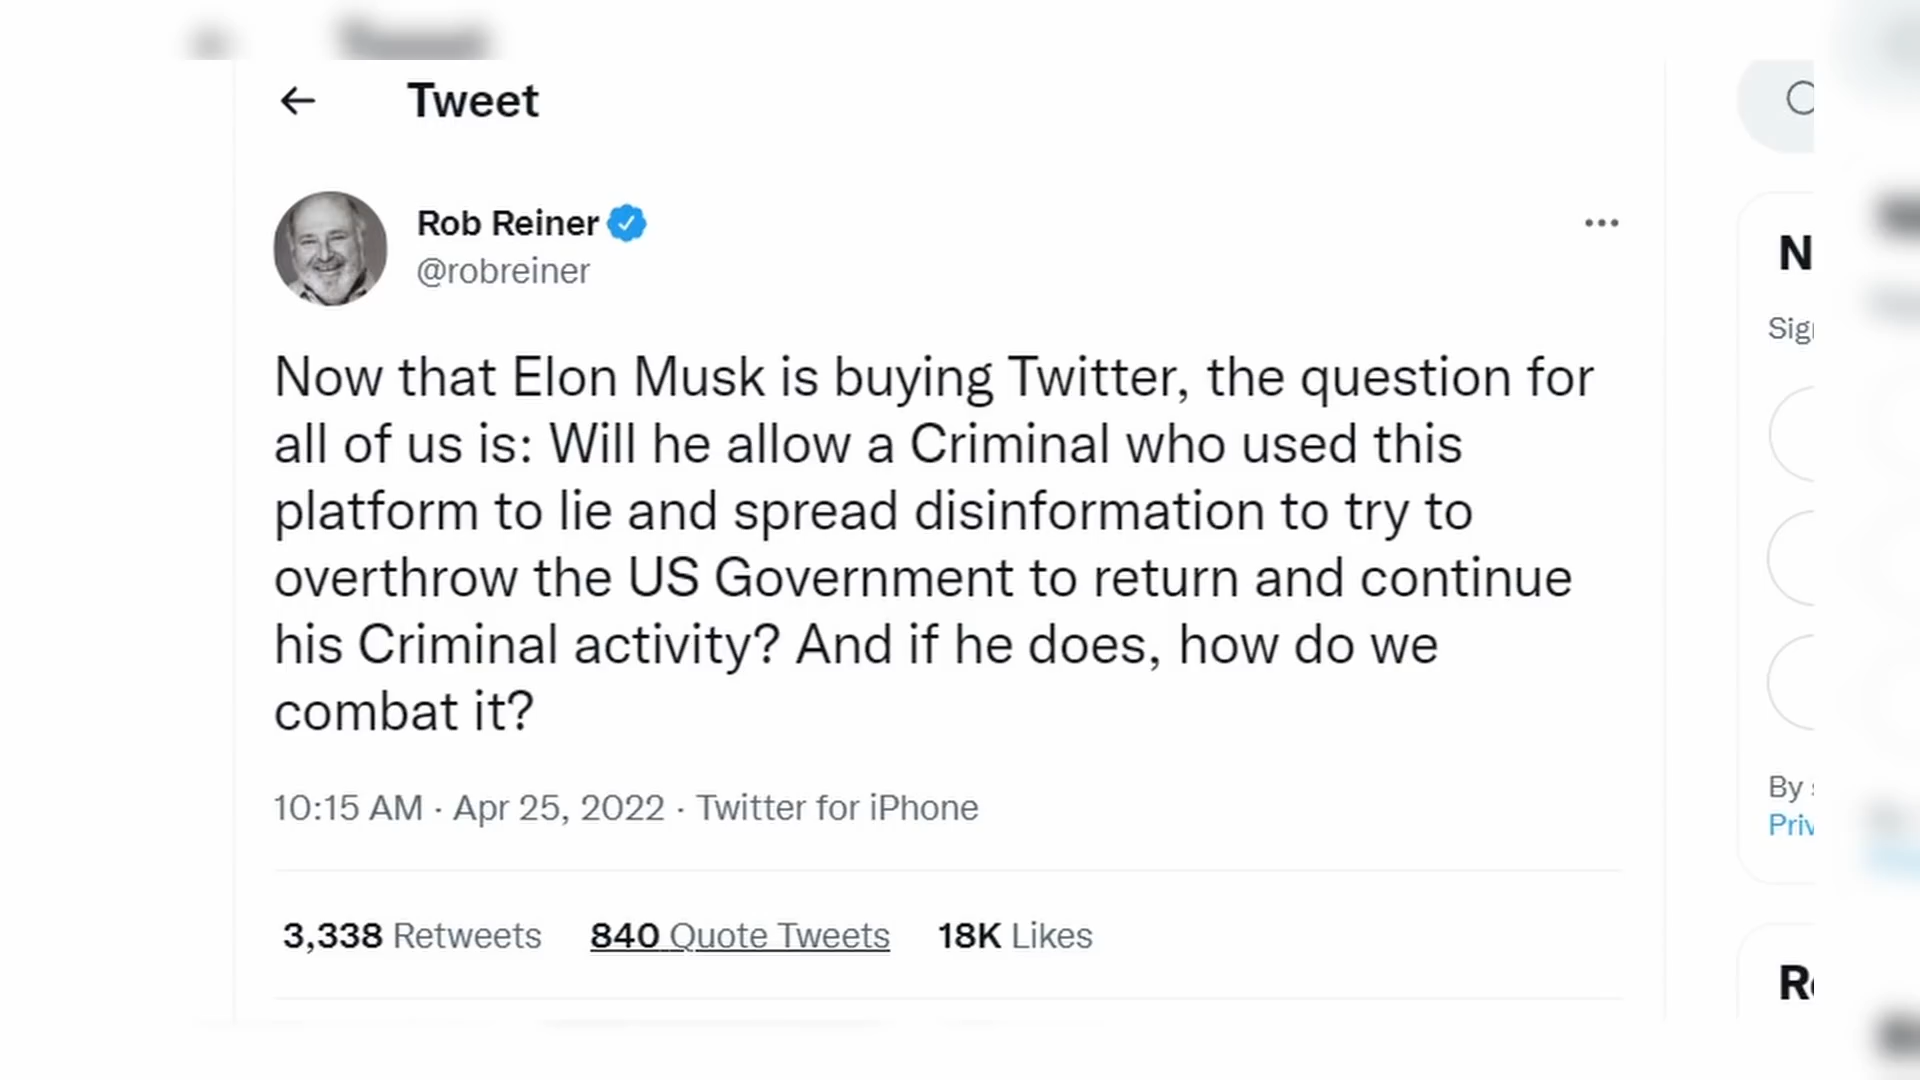 Tweet
Rob Reiner
@robreiner
Now that Elon Musk is buying Twitter, the question for
all of us is: Will he allow a Criminal who used this
platform to lie and spread disinformation to try to
overthrow the US Government to return and continue
his Criminal activity? And if he does, how do we
combat it?
10:15 AM · Apr 25, 2022 · Twitter for iPhone
3,338 Retweets 840 Quote Tweets 18K Likes
By